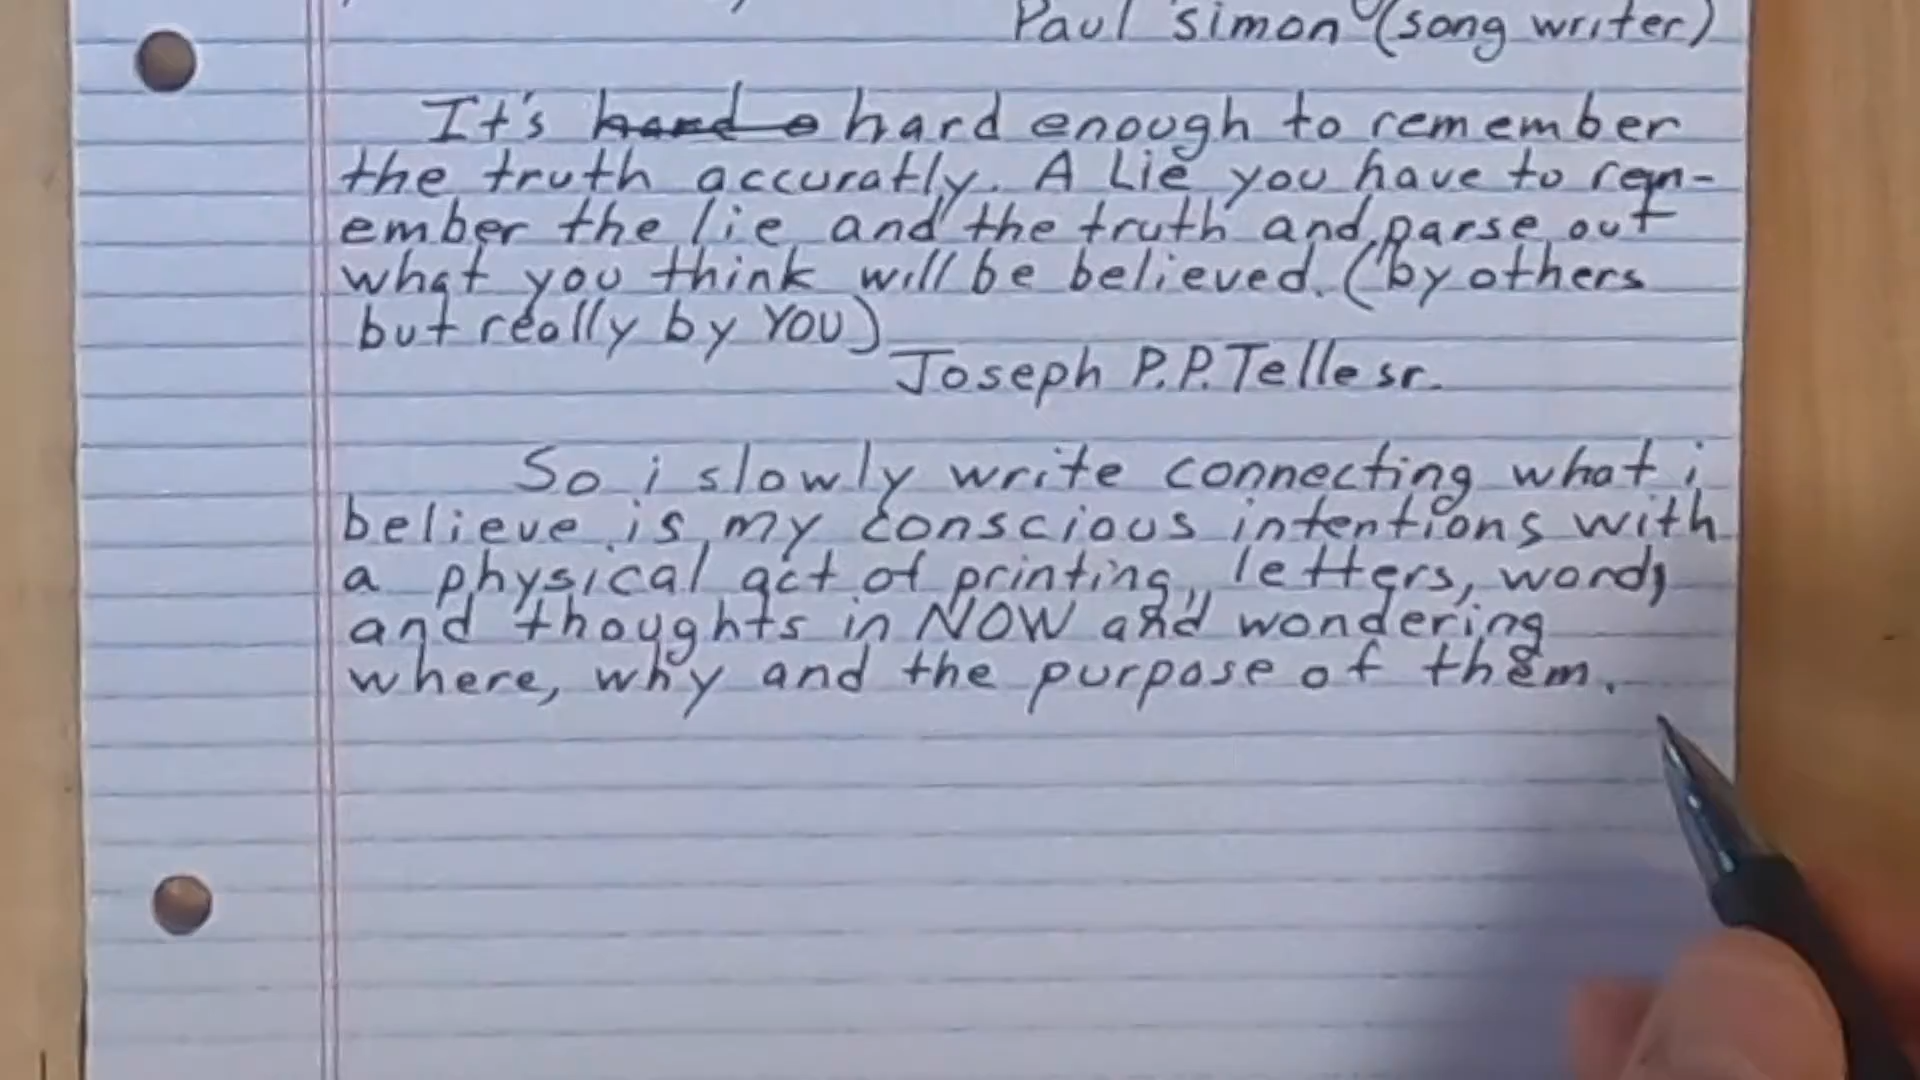 Paul simon (song writer)
It's hard e hard enough to remember
the truth accuratly. A Lie you have to rem-
ember the lie and the truth and parse out
what you think will be believed. (by others
but really by YOU)
Joseph P.P. Telle sr.
So i slowly write connecting what i
believe is my conscious intentions with
a physical act of printing, letters, words
and thoughts in NOW and wondering
where, why and the purpose of them.